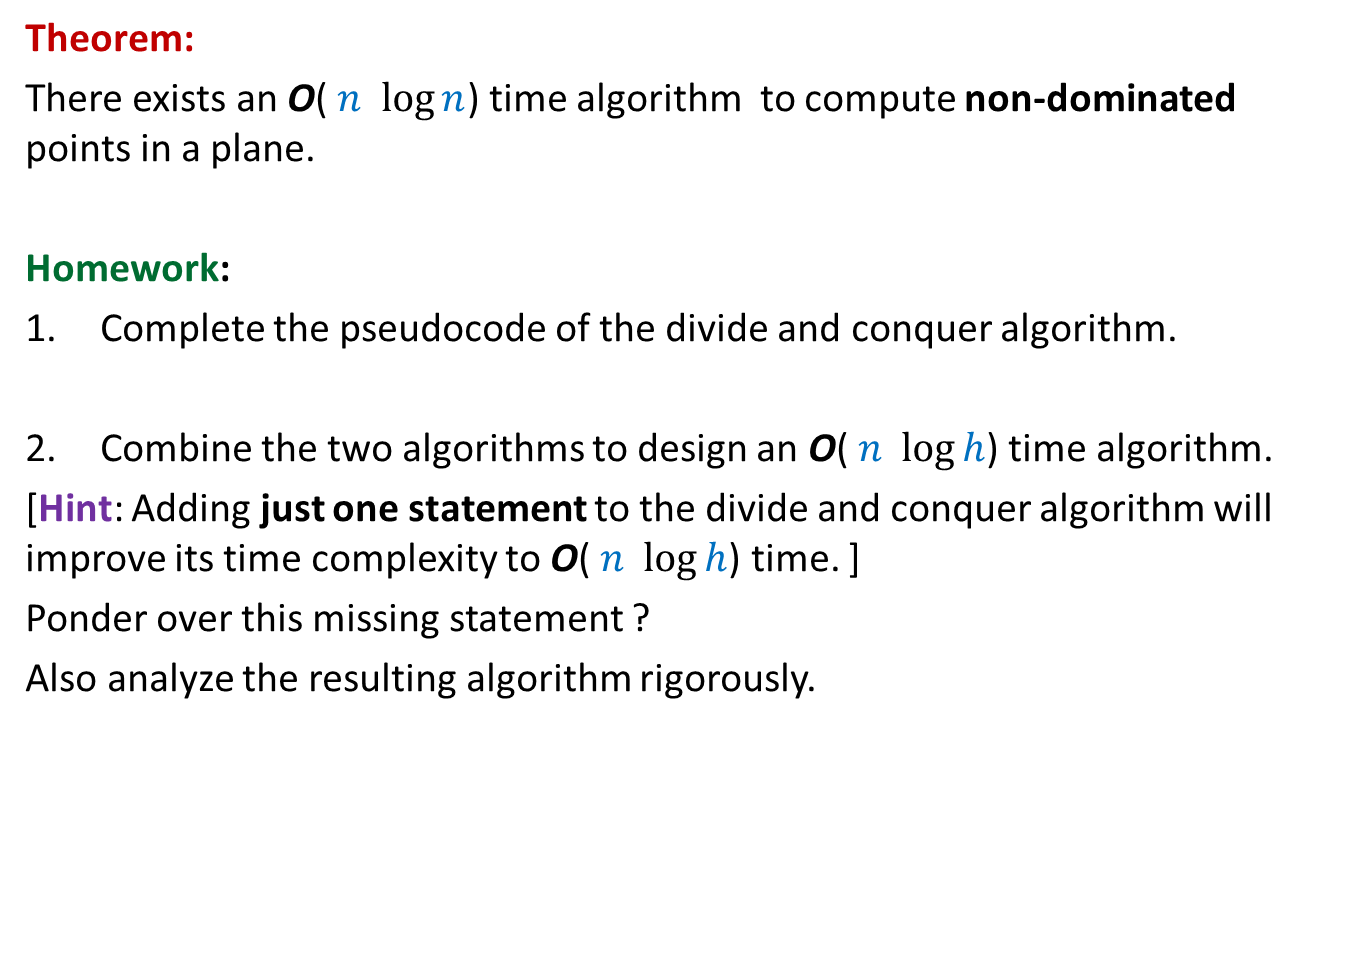 Theorem:
There exists an O( n log n) time algorithm to compute non-dominated
points in a plane.
Homework:
1. Complete the pseudocode of the divide and conquer algorithm.
2. Combine the two algorithms to design an O( n log h) time algorithm.
[Hint: Adding just one statement to the divide and conquer algorithm will
improve its time complexity to O( n log h) time. ]
Ponder over this missing statement ?
Also analyze the resulting algorithm rigorously.